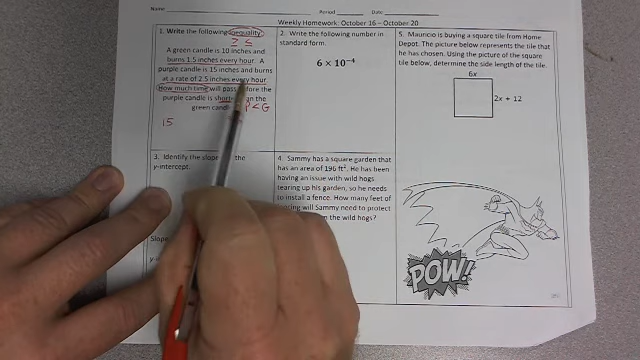 Name
Period
Date
Weekly Homework: October 16 – October 20
1. Write the following inequality:
? ≤
A green candle is 10 inches and
burns 1.5 inches every hour. A
purple candle is 15 inches and burns
at a rate of 2.5 inches every hour.
How much time will pass before the
purple candle is shorter than the
green candle
P < G
15
2. Write the following number in
standard form.
6 × 10⁻⁴
3. Identify the slope the
y-intercept.
Slope
4. Sammy has a square garden that
has an area of 196 ft². He has been
having an issue with wild hogs
tearing up his garden, so he needs
to install a fence. How many feet of
fencing will Sammy need to protect
from the wild hogs?
5. Mauricio is buying a square tile from Home
Depot. The picture below represents the tile that
he has chosen. Using the picture of the square
tile below, determine the side length of the tile.
6x
2x + 12
POW!